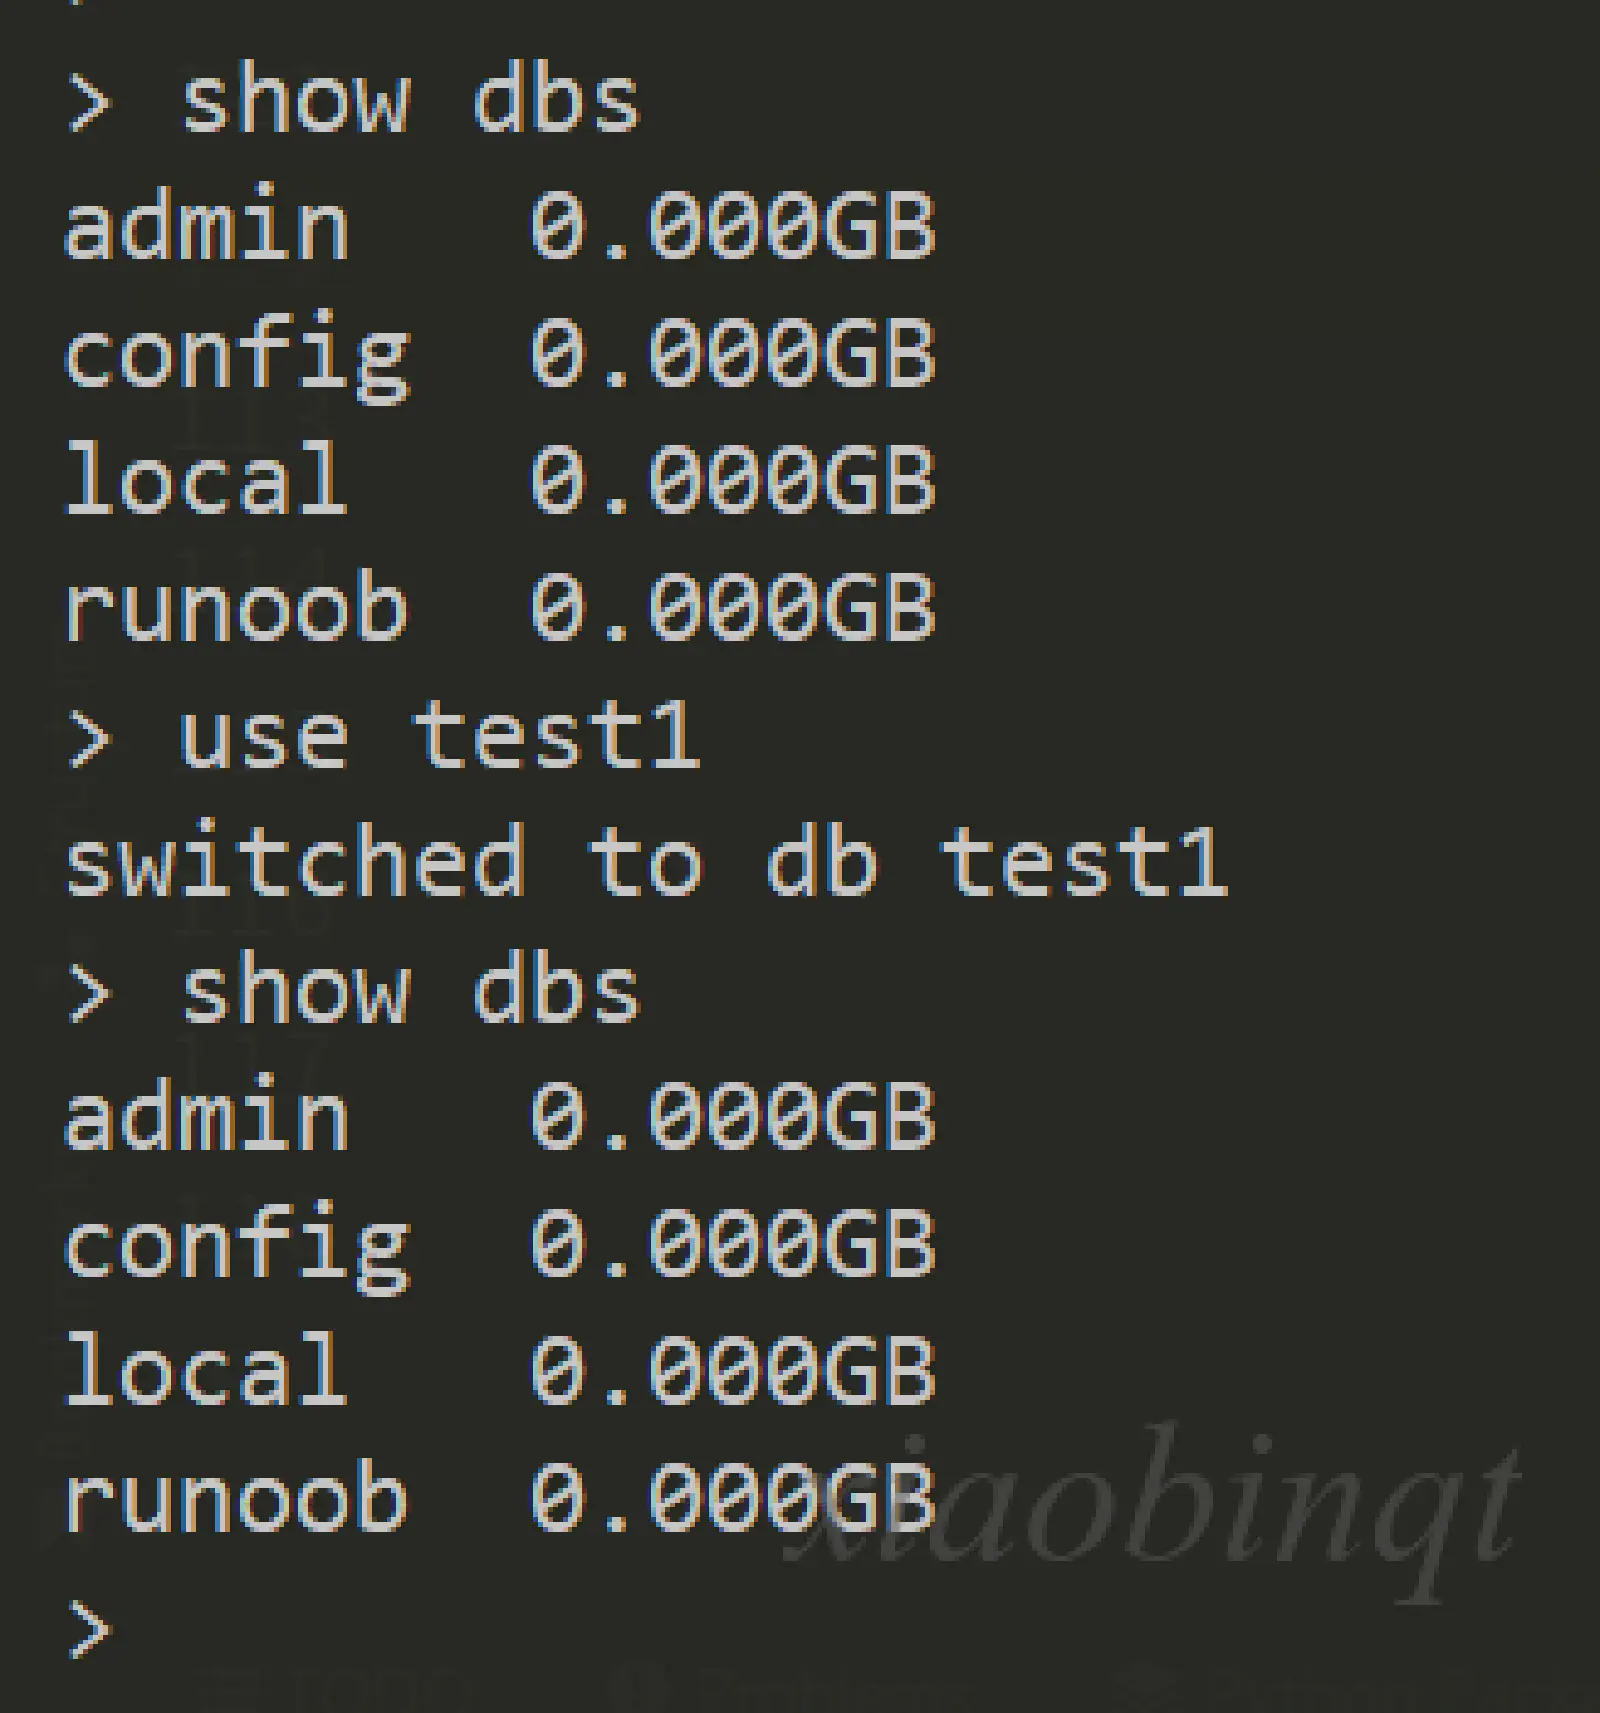 > show dbs
admin   0.000GB
config  0.000GB
local   0.000GB
runoob  0.000GB
> use test1
switched to db test1
> show dbs
admin   0.000GB
config  0.000GB
local   0.000GB
runoob  0.000GB
xiaobinqt
>